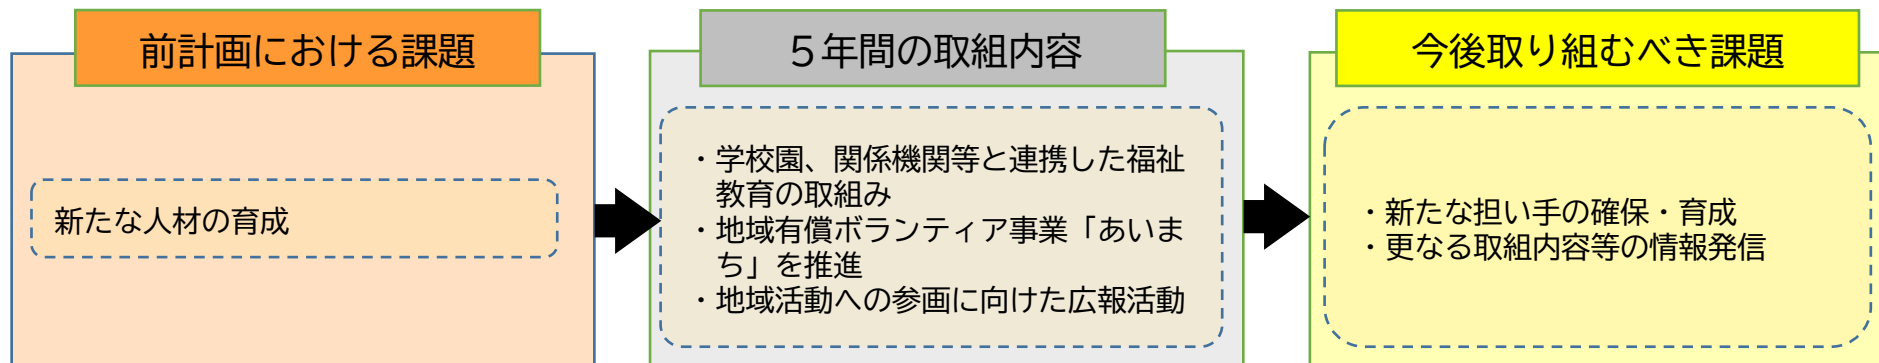 前計画における課題
新たな人材の育成
５年間の取組内容
・学校園、関係機関等と連携した福祉
教育の取組み
・地域有償ボランティア事業「あいま
ち」を推進
・地域活動への参画に向けた広報活動
今後取り組むべき課題
・新たな担い手の確保・育成
・更なる取組内容等の情報発信